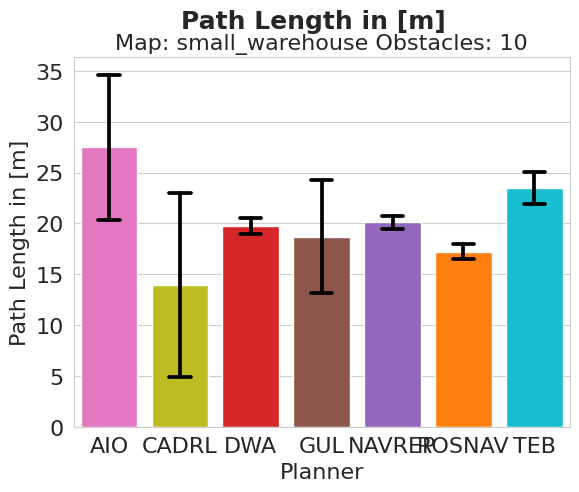 Path Length in [m]
Map: small_warehouse Obstacles: 10
Path Length in [m]
35
30
25
20
15
10
5
0
AIO CADRL DWA GUL NAVREP ROSNAV TEB
Planner